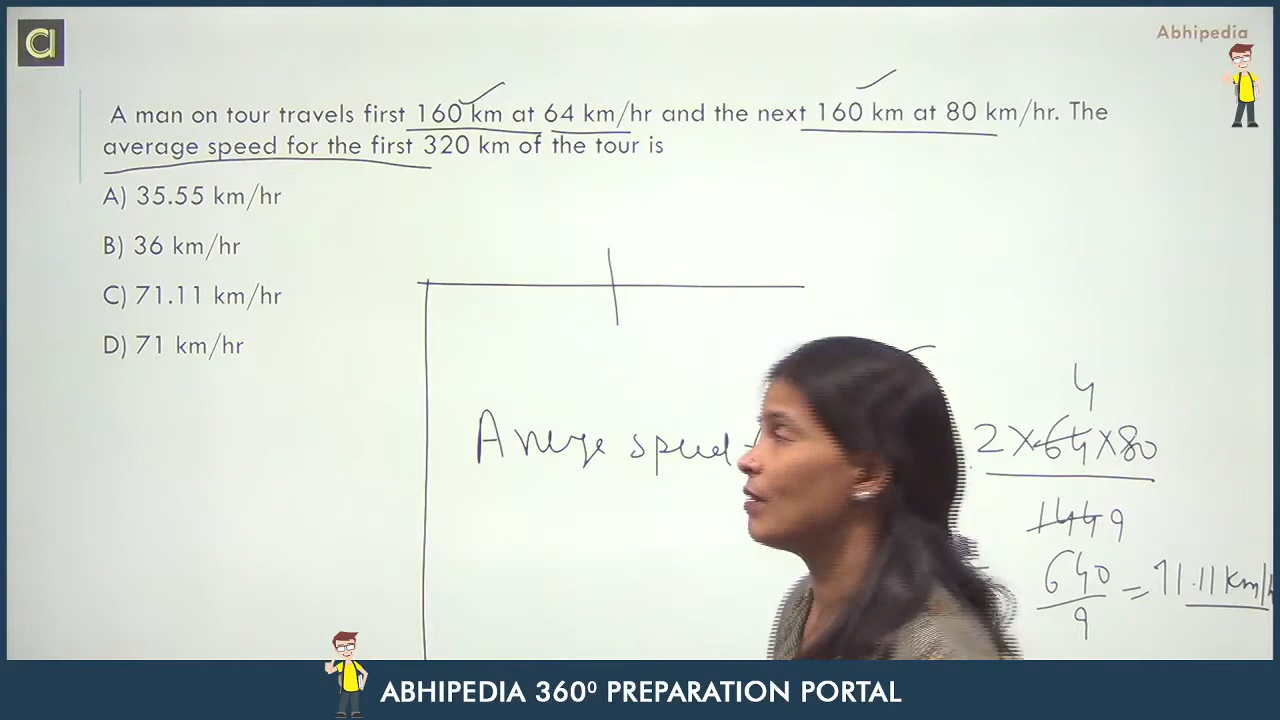 Abhipedia
A man on tour travels first 160 km at 64 km/hr and the next 160 km at 80 km/hr. The
average speed for the first 320 km of the tour is
A) 35.55 km/hr
B) 36 km/hr
C) 71.11 km/hr
D) 71 km/hr
4
Average speed
2×64×80
144 9
640
= 71.11 km/
9
ABHIPEDIA 360⁰ PREPARATION PORTAL